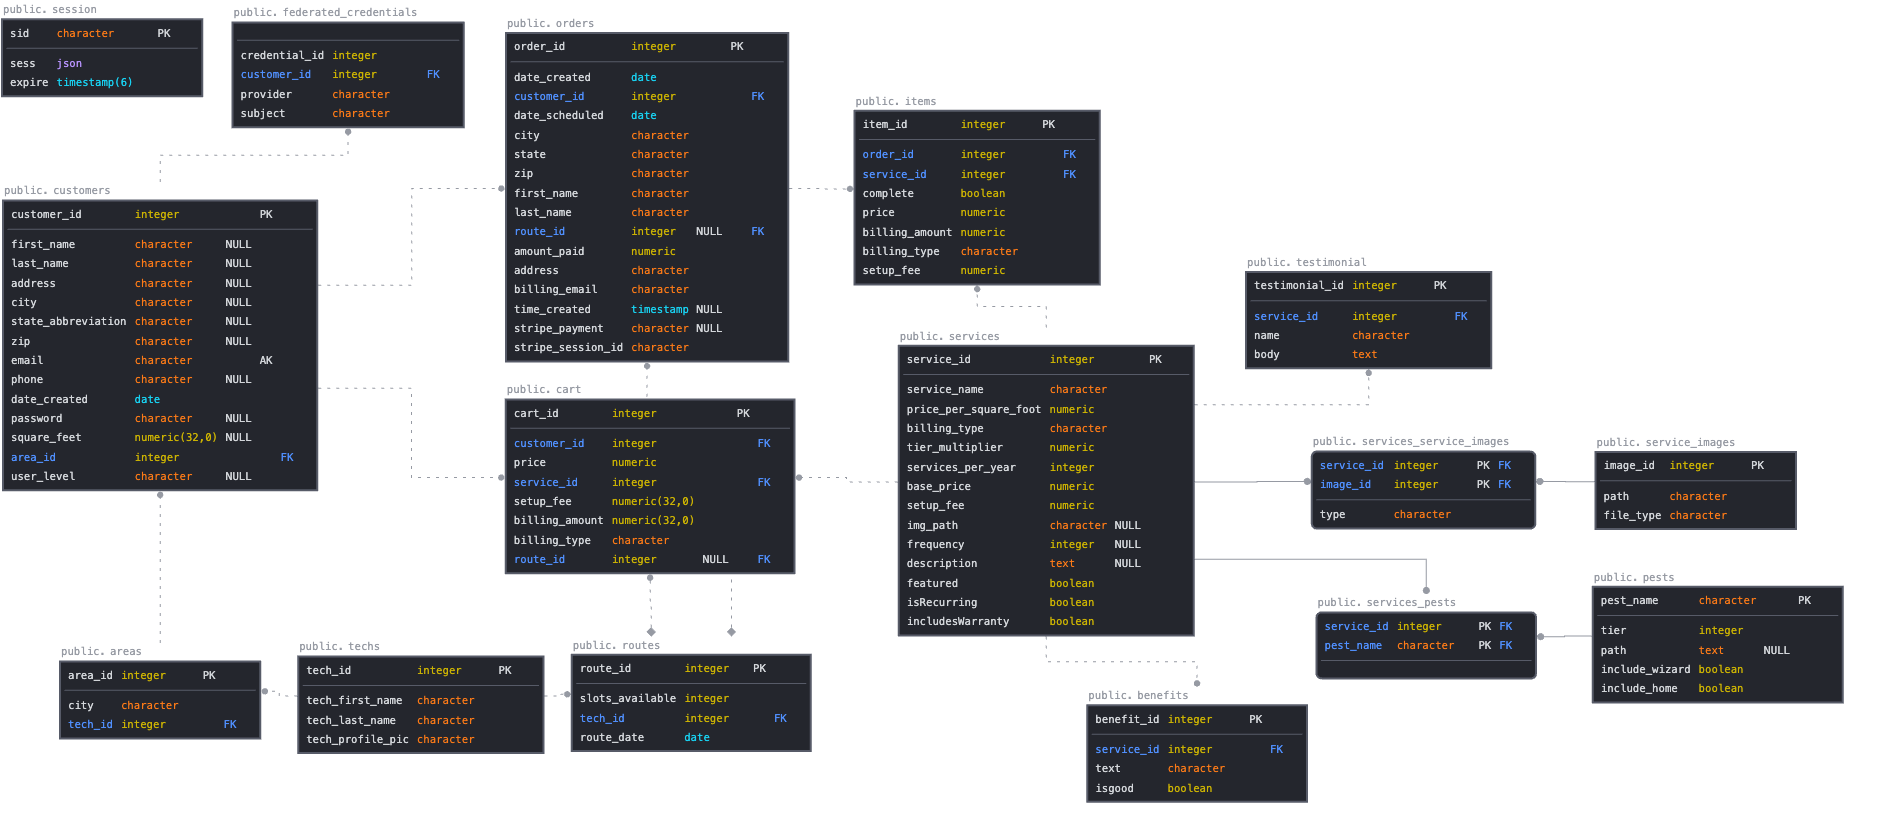 public. session
sid character PK
sess json
expire timestamp(6)
public. federated_credentials
credential_id integer
customer_id integer FK
provider character
subject character
public. orders
order_id integer PK
date_created date
customer_id integer FK
date_scheduled date
city character
state character
zip character
first_name character
last_name character
route_id integer NULL FK
amount_paid numeric
address character
billing_email character
time_created timestamp NULL
stripe_payment character NULL
stripe_session_id character
public. items
item_id integer PK
order_id integer FK
service_id integer FK
complete boolean
price numeric
billing_amount numeric
billing_type character
setup_fee numeric
public. customers
customer_id integer PK
first_name character NULL
last_name character NULL
address character NULL
city character NULL
state_abbreviation character NULL
zip character NULL
email character AK
phone character NULL
date_created date
password character NULL
square_feet numeric(32,0) NULL
area_id integer FK
user_level character NULL
public. testimonial
testimonial_id integer PK
service_id integer FK
name character
body text
public. services
service_id integer PK
service_name character
price_per_square_foot numeric
billing_type character
tier_multiplier numeric
services_per_year integer
base_price numeric
setup_fee numeric
img_path character NULL
frequency integer NULL
description text NULL
featured boolean
isRecurring boolean
includesWarranty boolean
public. cart
cart_id integer PK
customer_id integer FK
price numeric
service_id integer FK
setup_fee numeric(32,0)
billing_amount numeric(32,0)
billing_type character
route_id integer NULL FK
public. services_service_images
service_id integer PK FK
image_id integer PK FK
type character
public. service_images
image_id integer PK
path character
file_type character
public. services_pests
service_id integer PK FK
pest_name character PK FK
public. pests
pest_name character PK
tier integer
path text NULL
include_wizard boolean
include_home boolean
public. areas
area_id integer PK
city character
tech_id integer FK
public. techs
tech_id integer PK
tech_first_name character
tech_last_name character
tech_profile_pic character
public. routes
route_id integer PK
slots_available integer
tech_id integer FK
route_date date
public. benefits
benefit_id integer PK
service_id integer FK
text character
isgood boolean